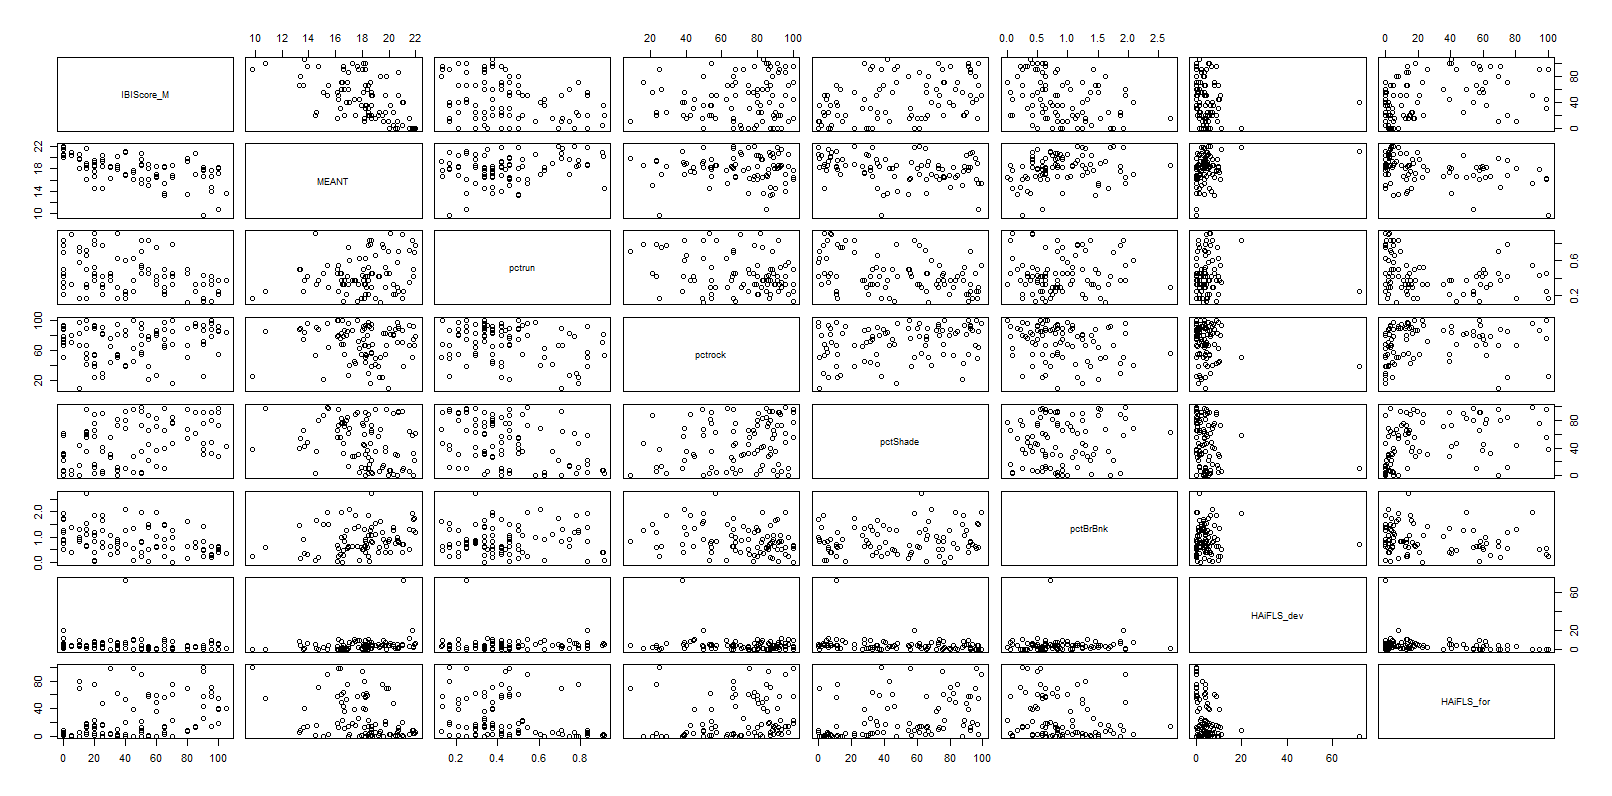 10 12 14 16 18 20 22
20 40 60 80 100
0.0 0.5 1.0 1.5 2.0 2.5
0 20 40 60 80 100
IBIScore_M
0 40 80
10 14 18 22
MEANT
pctrun
0.2 0.6
20 60 100
pctrock
pctShade
0 40 80
0.0 1.0 2.0
pctBrBnk
HAiFLS_dev
0 20 60
0 40 80
HAiFLS_for
0 20 40 60 80 100
0.2 0.4 0.6 0.8
0 20 40 60 80 100
0 20 40 60